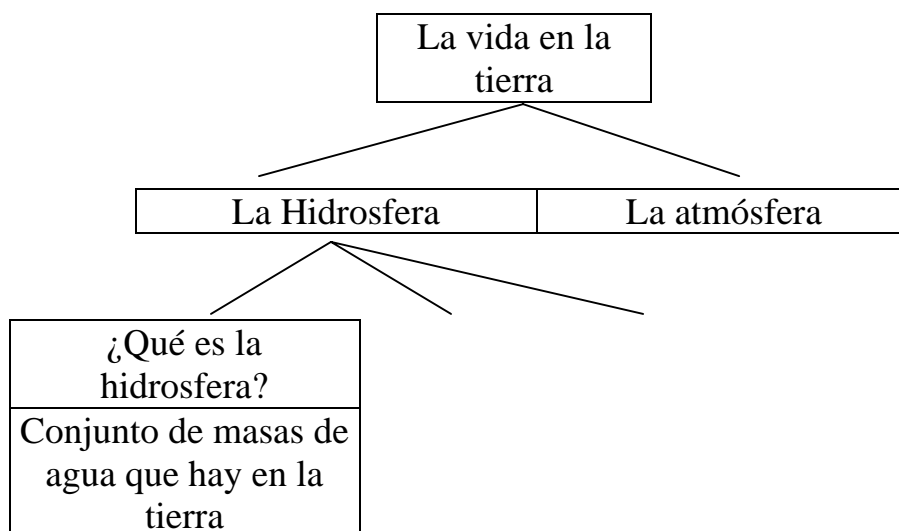 La vida en la
tierra
La Hidrosfera
La atmósfera
¿Qué es la
hidrosfera?
Conjunto de masas de
agua que hay en la
tierra